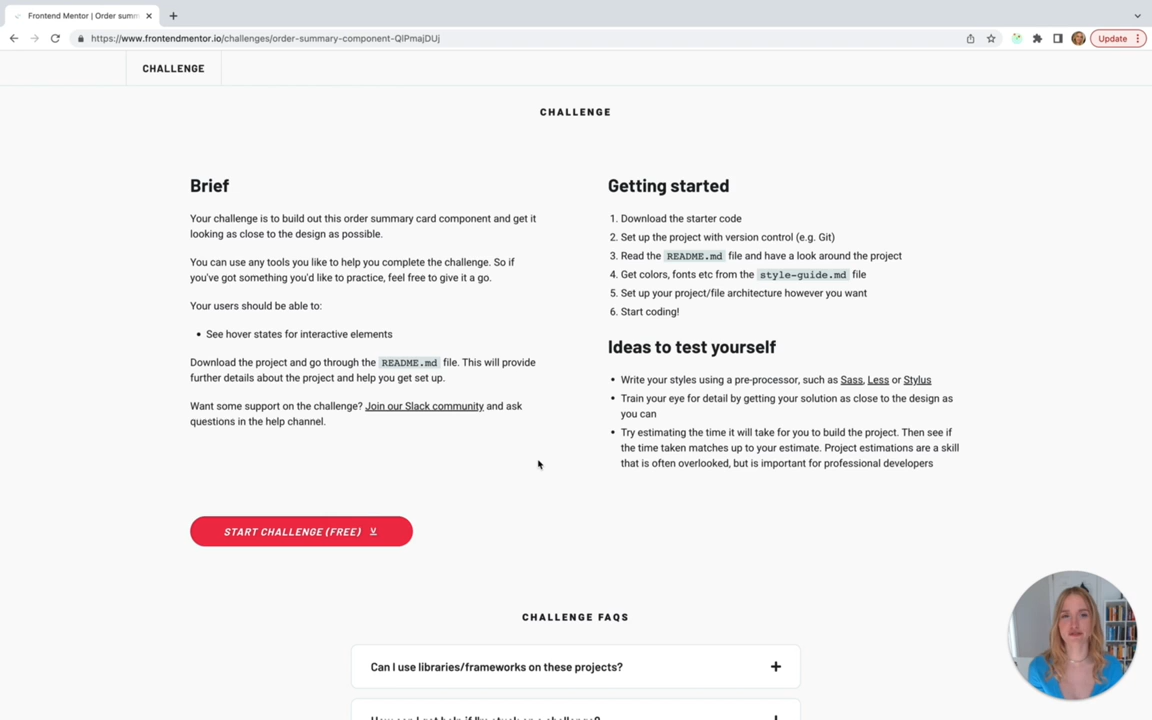 Frontend Mentor | Order summ
https://www.frontendmentor.io/challenges/order-summary-component-QlPmajDUj
Update
CHALLENGE
CHALLENGE
Brief
Your challenge is to build out this order summary card component and get it
looking as close to the design as possible.
You can use any tools you like to help you complete the challenge. So if
you've got something you'd like to practice, feel free to give it a go.
Your users should be able to:
• See hover states for interactive elements
Download the project and go through the README.md file. This will provide
further details about the project and help you get set up.
Want some support on the challenge? Join our Slack community and ask
questions in the help channel.
START CHALLENGE (FREE)
Getting started
1. Download the starter code
2. Set up the project with version control (e.g. Git)
3. Read the README.md file and have a look around the project
4. Get colors, fonts etc from the style-guide.md file
5. Set up your project/file architecture however you want
6. Start coding!
Ideas to test yourself
• Write your styles using a pre-processor, such as Sass, Less or Stylus
• Train your eye for detail by getting your solution as close to the design as
you can
• Try estimating the time it will take for you to build the project. Then see if
the time taken matches up to your estimate. Project estimations are a skill
that is often overlooked, but is important for professional developers
CHALLENGE FAQS
Can I use libraries/frameworks on these projects?
How can I get help if I'm stuck on a challenge?